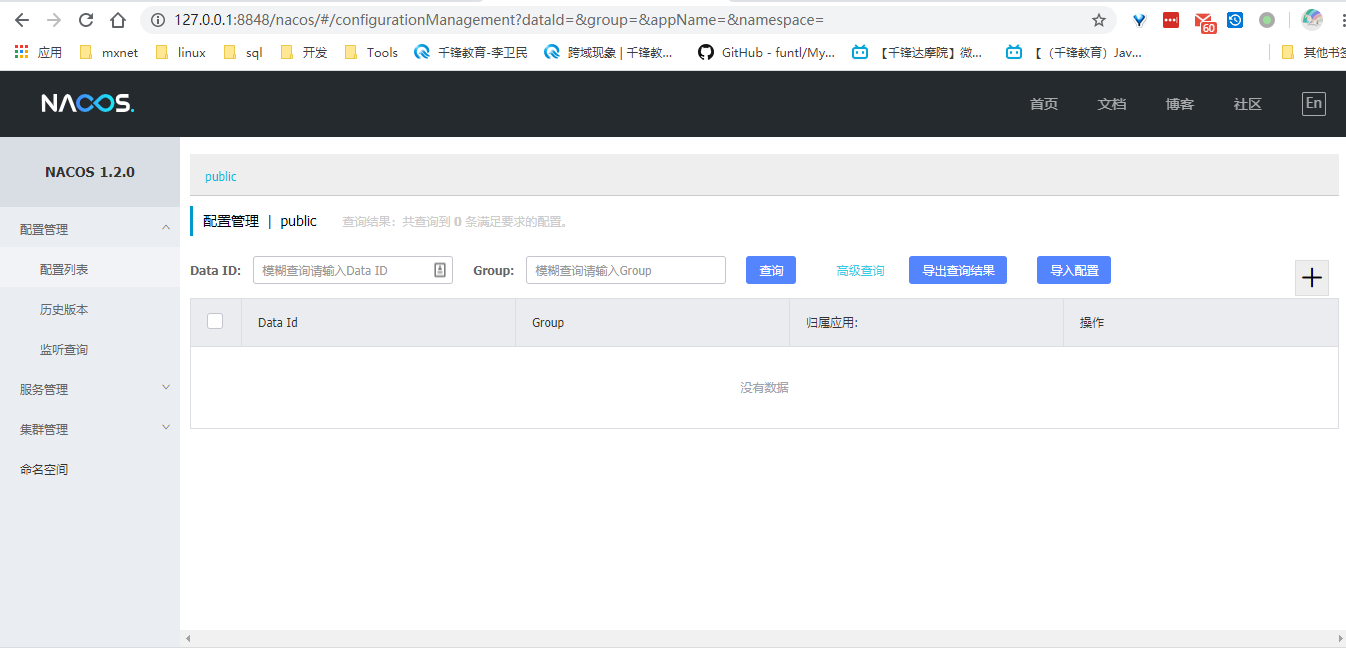 127.0.0.1:8848/nacos/#/configurationManagement?dataId=&group=&appName=&namespace=
60
应用 mxnet linux sql 开发 Tools 千锋教育-李卫民 跨域现象 | 千锋教... GitHub - funtl/My... 【千锋达摩院】微... 【（千锋教育）Jav... 其他书签
NACOS. 首页 文档 博客 社区 En
NACOS 1.2.0
配置管理
配置列表
历史版本
监听查询
服务管理
集群管理
命名空间
public
配置管理 | public 查询结果：共查询到 0 条满足要求的配置。
Data ID: 模糊查询请输入Data ID Group: 模糊查询请输入Group 查询 高级查询 导出查询结果 导入配置
Data Id Group 归属应用: 操作
没有数据